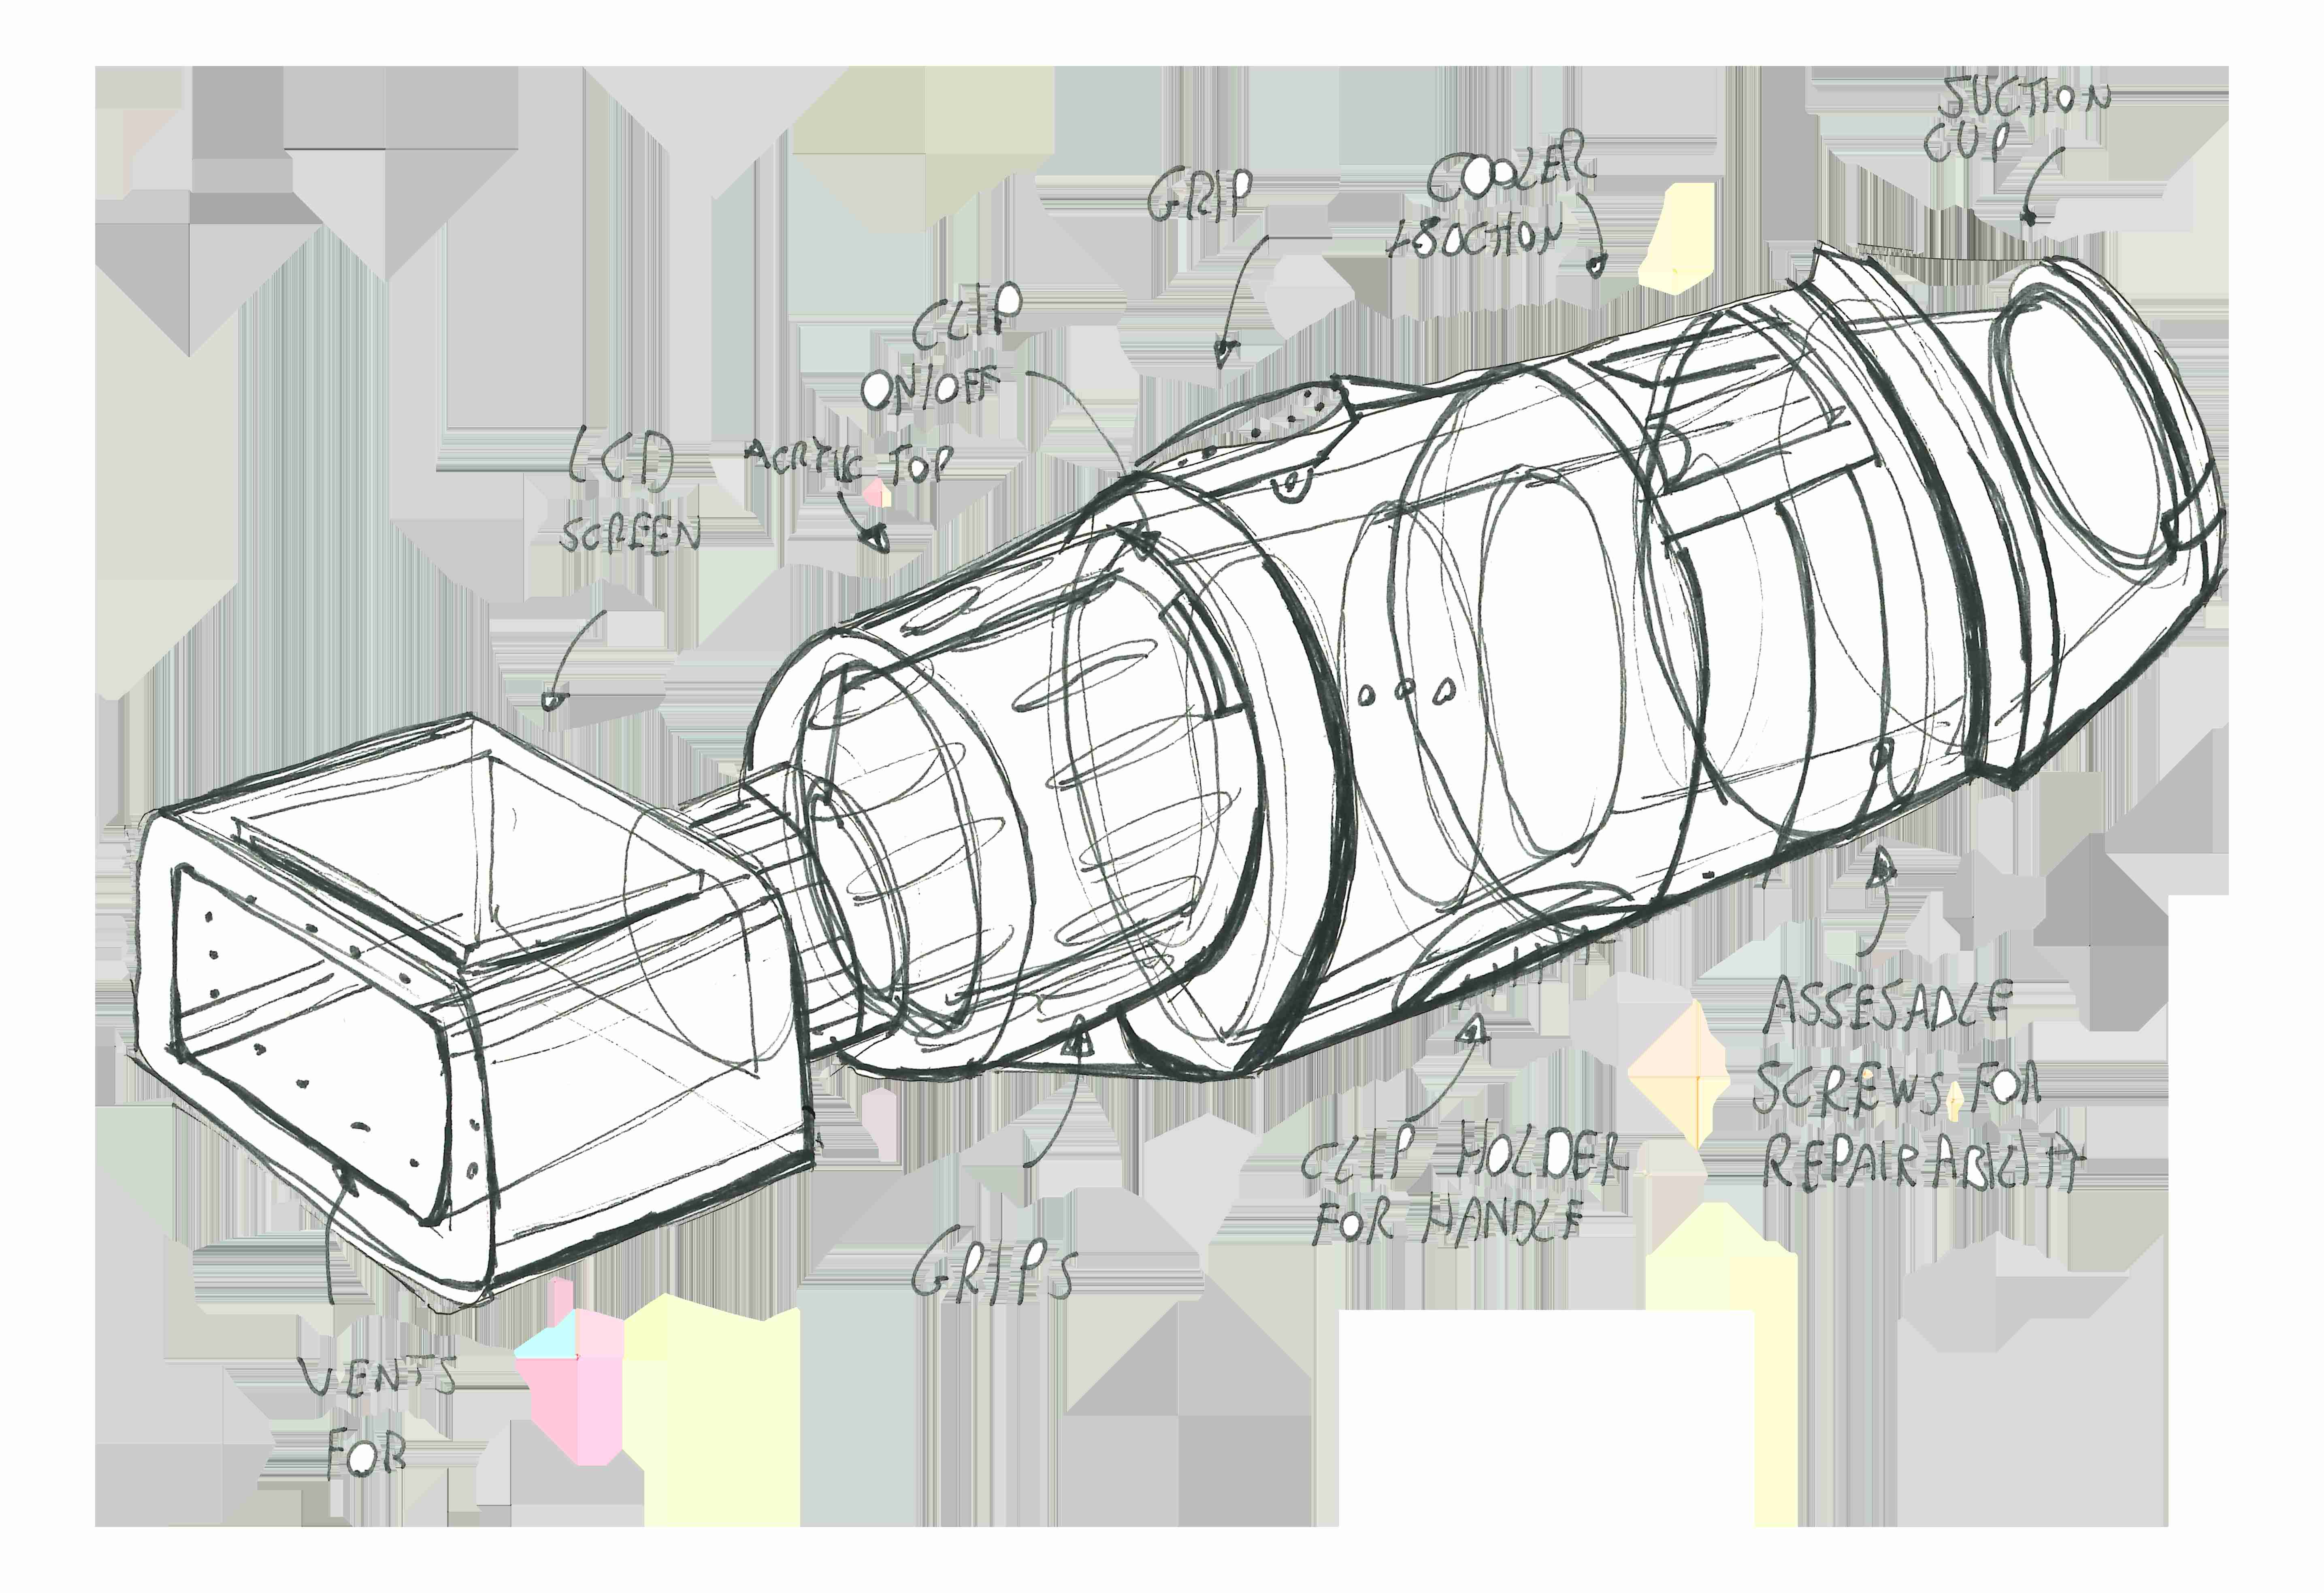 SUCTION
CUP
COOLER
+SUCTION
GRIP
CLIP
ON/OFF
LCD
SCREEN
ACRYLIC TOP
ASSESABLE
SCREWS FOR
REPAIRABILITY
CLIP HOLDER
FOR HANDLE
GRIPS
VENTS
FOR